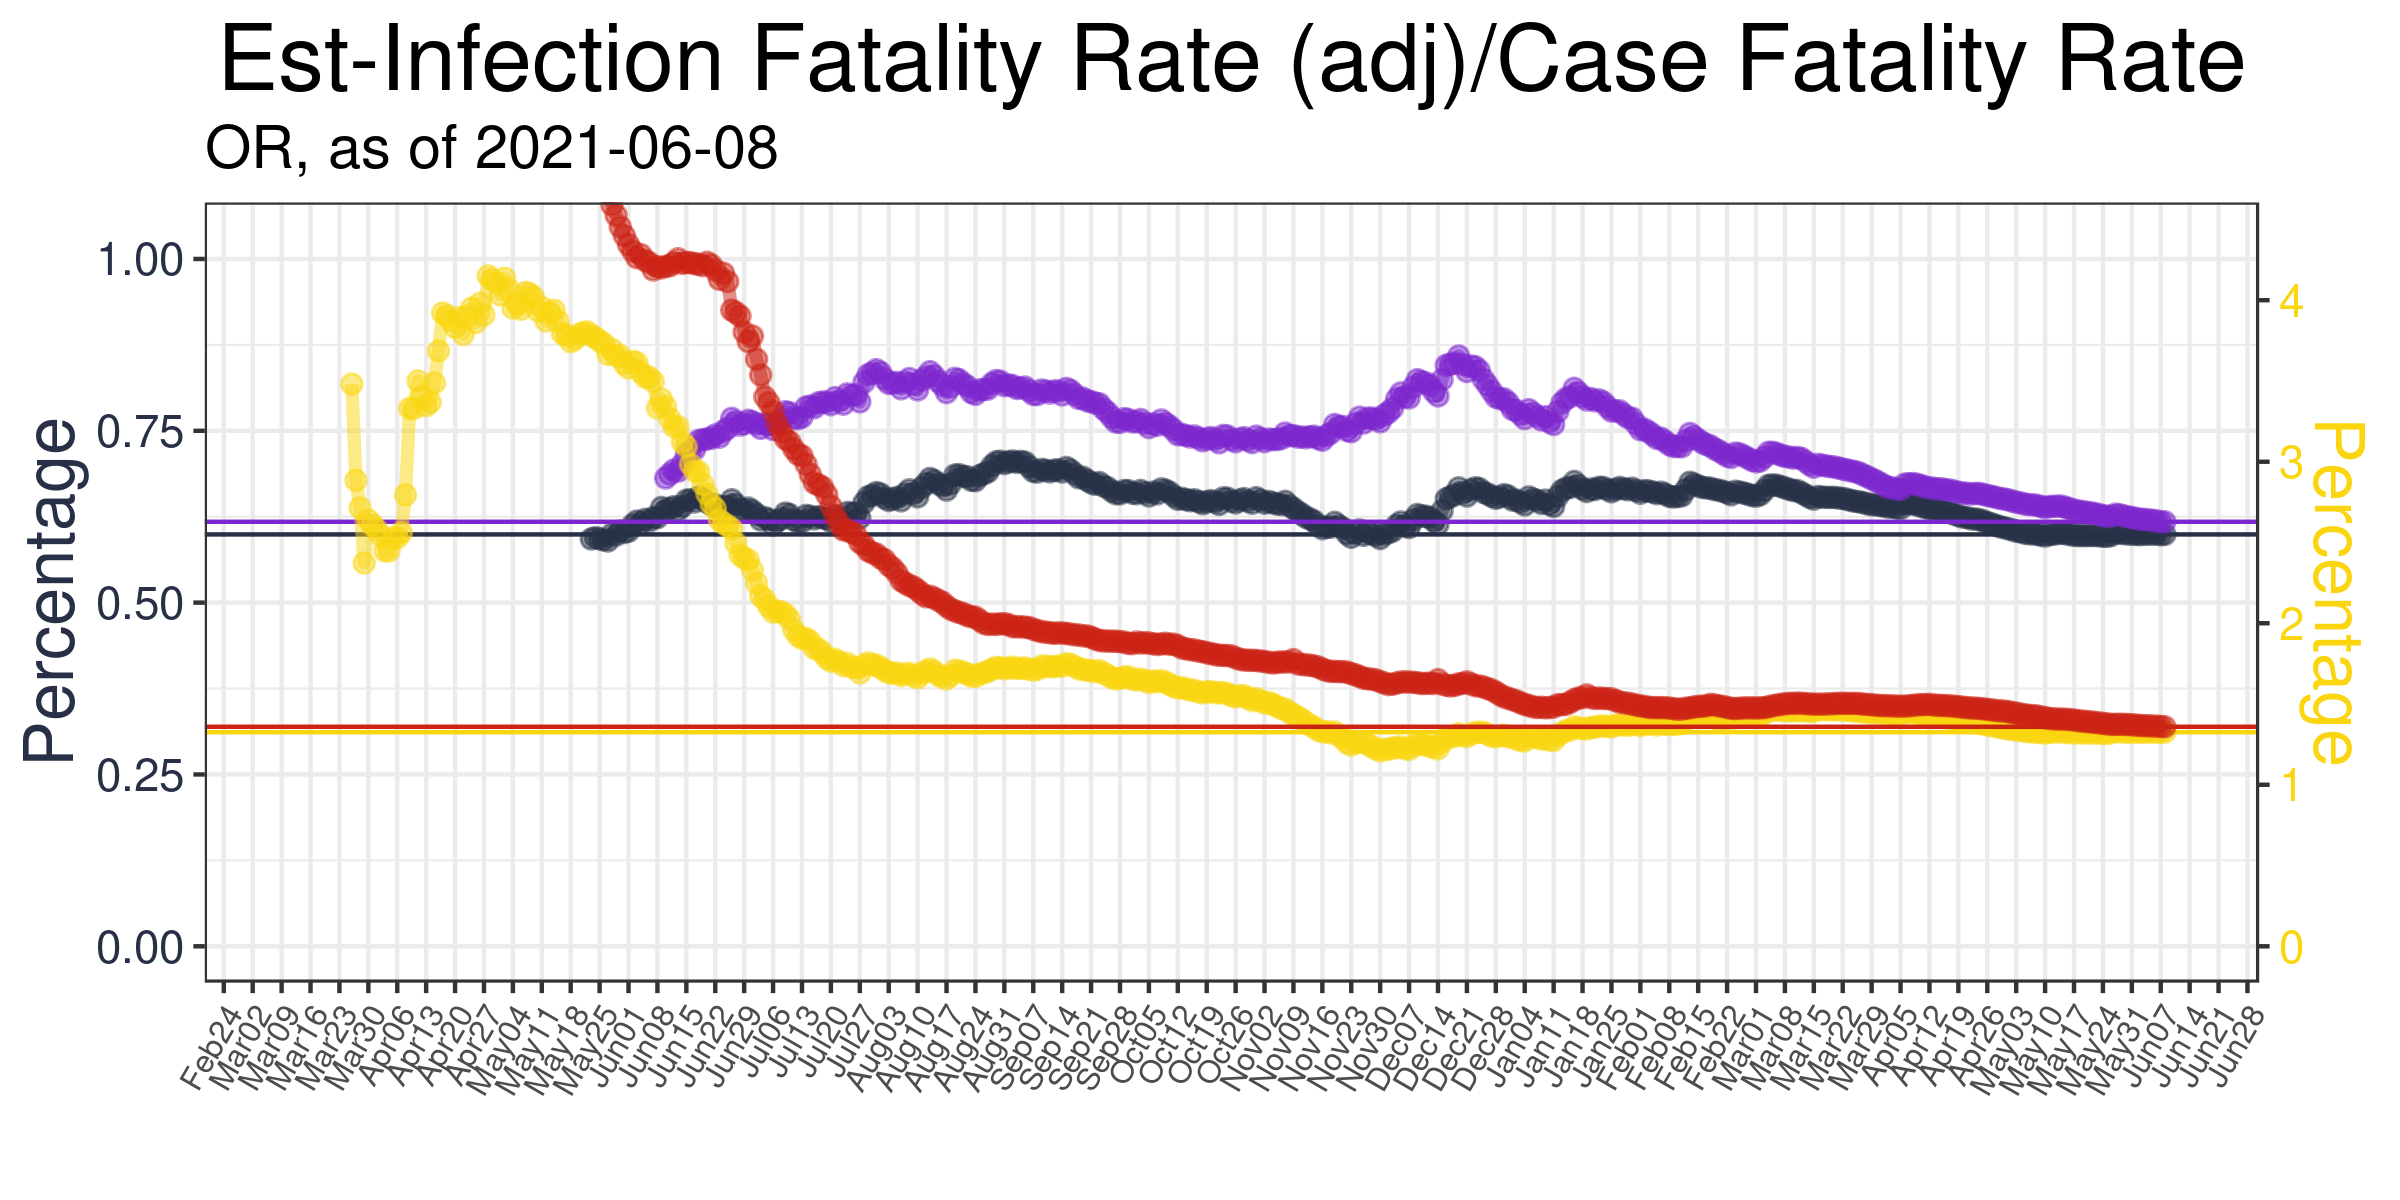 Est-Infection Fatality Rate (adj)/Case Fatality Rate
OR, as of 2021-06-08
Percentage
1.00
0.75
0.50
0.25
0.00
4
3
2
1
0
Percentage
Feb24
Mar02
Mar09
Mar16
Mar23
Mar30
Apr06
Apr13
Apr20
Apr27
May04
May11
May18
May25
Jun01
Jun08
Jun15
Jun22
Jun29
Jul06
Jul13
Jul20
Jul27
Aug03
Aug10
Aug17
Aug24
Aug31
Sep07
Sep14
Sep21
Sep28
Oct05
Oct12
Oct19
Oct26
Nov02
Nov09
Nov16
Nov23
Nov30
Dec07
Dec14
Dec21
Dec28
Jan04
Jan11
Jan18
Jan25
Feb01
Feb08
Feb15
Feb22
Mar01
Mar08
Mar15
Mar22
Mar29
Apr05
Apr12
Apr19
Apr26
May03
May10
May17
May24
May31
Jun07
Jun14
Jun21
Jun28